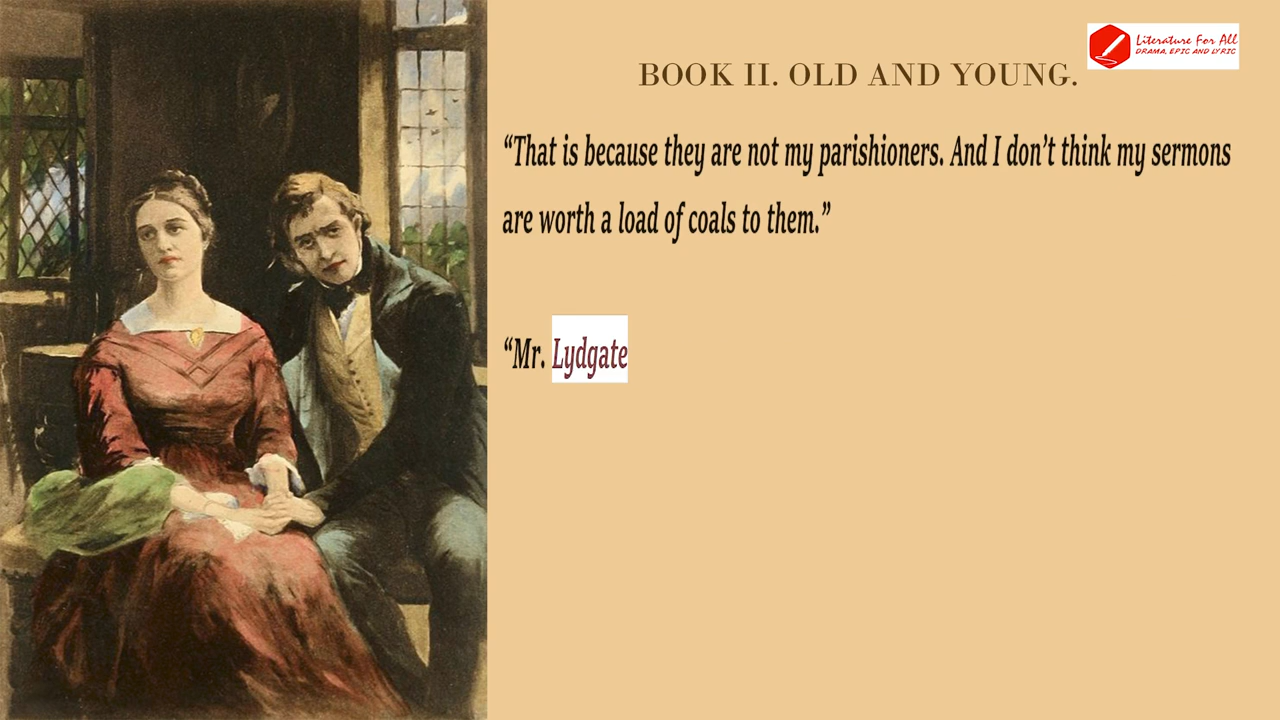 Literature For All
DRAMA, EPIC AND LYRIC
BOOK II. OLD AND YOUNG.
“That is because they are not my parishioners. And I don’t think my sermons
are worth a load of coals to them.”
“Mr. Lydgate